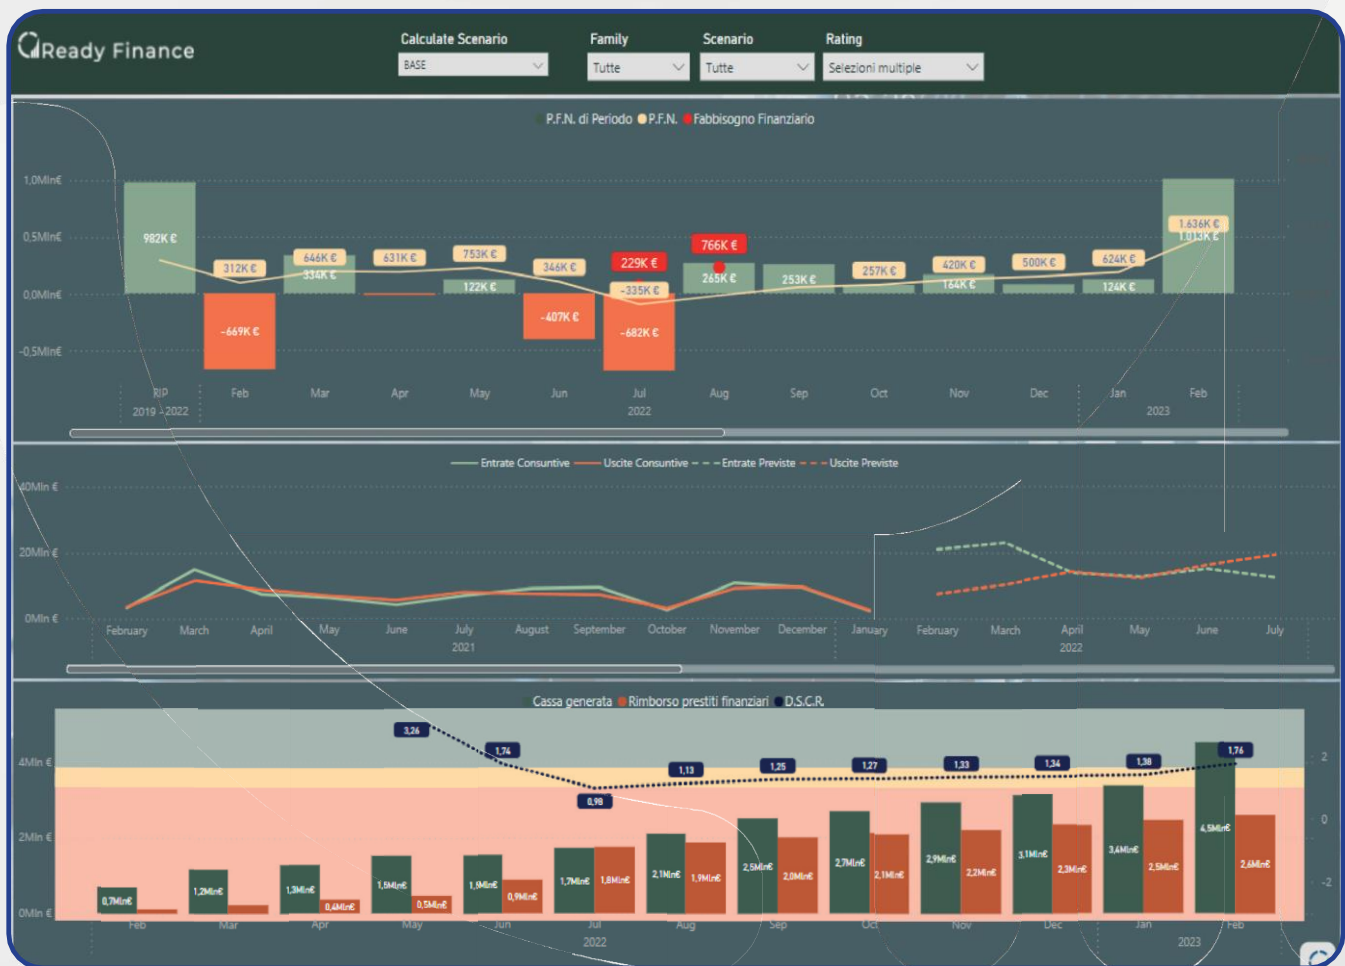 Ready Finance
Calculate Scenario Family Scenario Rating
BASE Tutte Tutte Selezioni multiple
P.F.N. di Periodo P.F.N. Fabbisogno Finanziario
1,0Mln€
0,5Mln€
0,0Mln€
-0,5Mln€
982K € 312K € 646K € 631K € 753K € 346K € 229K € 766K € 257K € 420K € 500K € 624K € 1.636K €
334K € 122K € -335K € 265K € 253K € 164K € 124K € 1.013K €
-669K € -407K € -682K €
RIP Feb Mar Apr May Jun Jul Aug Sep Oct Nov Dec Jan Feb
2019 - 2022 2022 2023
Entrate Consuntive Uscite Consuntive Entrate Previste Uscite Previste
40Mln €
20Mln €
0Mln €
February March April May June July August September October November December January February March April May June July
2021 2022
Cassa generata Rimborso prestiti finanziari D.S.C.R.
4Mln €
2Mln €
0Mln €
3,26 1,74 0,98 1,13 1,25 1,27 1,33 1,34 1,38 1,76
0,7Mln€ 1,2Mln€ 1,3Mln€ 0,4Mln€ 1,5Mln€ 0,5Mln€ 1,5Mln€ 0,9Mln€ 1,7Mln€ 1,8Mln€ 2,1Mln€ 1,9Mln€ 2,5Mln€ 2,0Mln€ 2,7Mln€ 2,1Mln€ 2,9Mln€ 2,2Mln€ 3,1Mln€ 2,3Mln€ 3,4Mln€ 2,5Mln€ 4,5Mln€ 2,6Mln€
2
0
-2
Feb Mar Apr May Jun Jul Aug Sep Oct Nov Dec Jan Feb
2022 2023